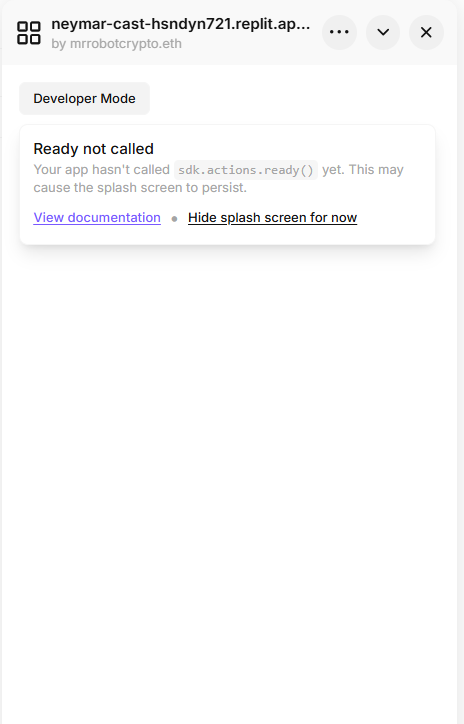 neymar-cast-hsndyn721.replit.ap...
by mrrobotcrypto.eth
Developer Mode
Ready not called
Your app hasn't called sdk.actions.ready() yet. This may
cause the splash screen to persist.
View documentation ● Hide splash screen for now